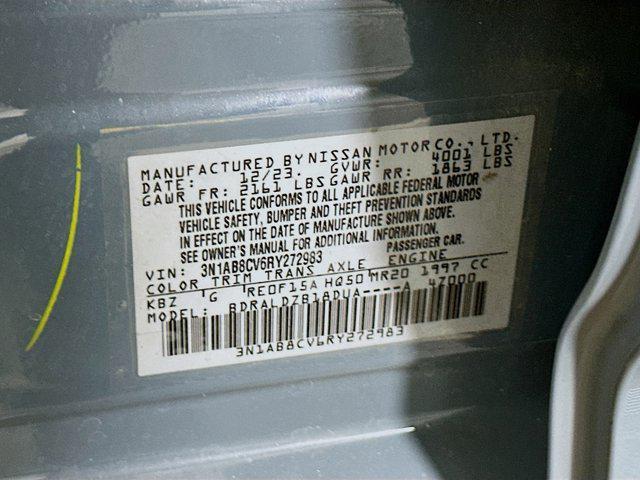 MANUFACTURED BY NISSAN MOTOR CO., LTD.
DATE: 12/23. GVWR: 4001 LBS
GAWR FR: 2161 LBS GAWR RR: 1863 LBS
THIS VEHICLE CONFORMS TO ALL APPLICABLE FEDERAL MOTOR
VEHICLE SAFETY, BUMPER AND THEFT PREVENTION STANDARDS
IN EFFECT ON THE DATE OF MANUFACTURE SHOWN ABOVE.
SEE OWNER'S MANUAL FOR ADDITIONAL INFORMATION.
VIN: 3N1AB8CV6RY272983 PASSENGER CAR.
COLOR TRIM TRANS AXLE ENGINE
KBZ G RE0F15A HQ50 MR20 1997 CC
MODEL: BDRALDZB18DUA----A 47000
3N1AB8CV6RY272983